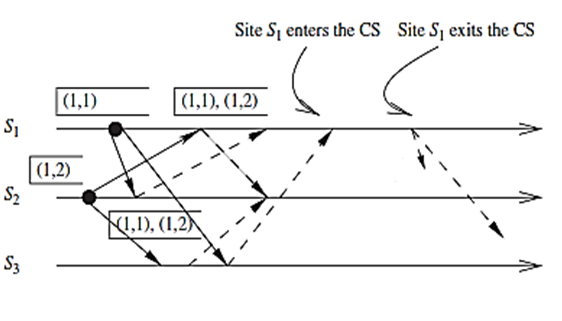 Site S₁ enters the CS Site S₁ exits the CS
(1,1) (1,1), (1,2)
S₁
(1,2)
S₂
(1,1), (1,2)
S₃